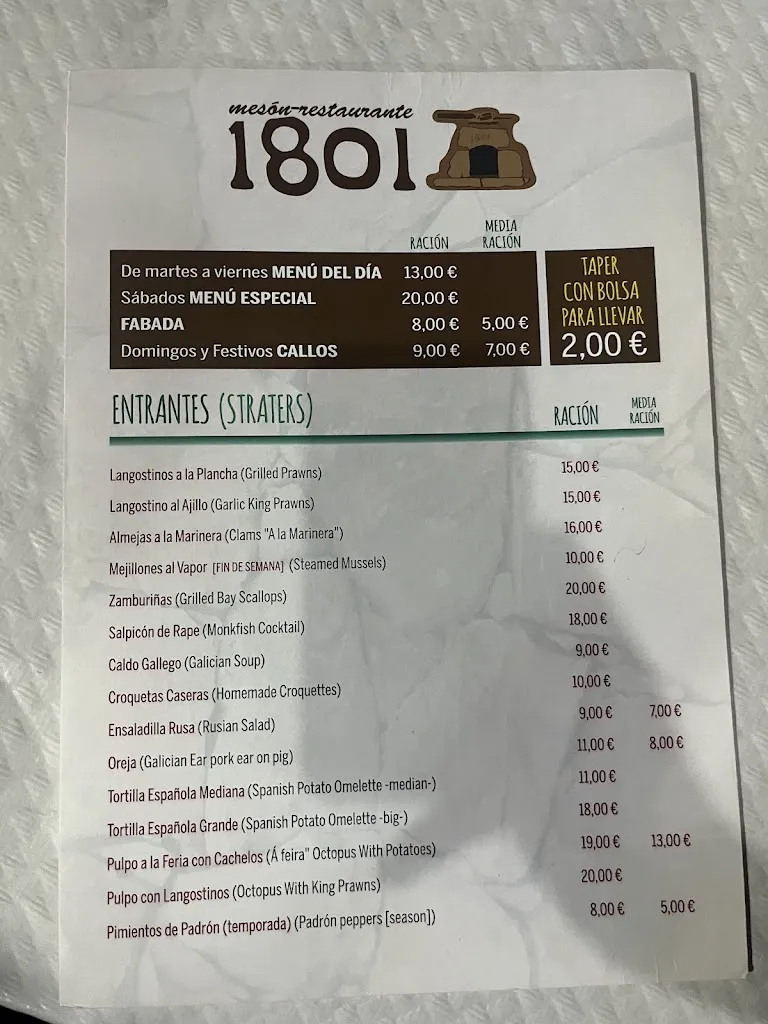 mesón-restaurante
1801
1801
RACIÓN MEDIA RACIÓN
De martes a viernes MENÚ DEL DÍA 13,00 €
Sábados MENÚ ESPECIAL 20,00 €
FABADA 8,00 € 5,00 €
Domingos y Festivos CALLOS 9,00 € 7,00 €
TAPER
CON BOLSA
PARA LLEVAR
2,00 €
ENTRANTES (STRATERS) RACIÓN MEDIA RACIÓN
Langostinos a la Plancha (Grilled Prawns) 15,00 €
Langostino al Ajillo (Garlic King Prawns) 15,00 €
Almejas a la Marinera (Clams "A la Marinera") 16,00 €
Mejillones al Vapor [FIN DE SEMANA] (Steamed Mussels) 10,00 €
Zamburiñas (Grilled Bay Scallops) 20,00 €
Salpicón de Rape (Monkfish Cocktail) 18,00 €
Caldo Gallego (Galician Soup) 9,00 €
Croquetas Caseras (Homemade Croquettes) 10,00 €
Ensaladilla Rusa (Rusian Salad) 9,00 € 7,00 €
Oreja (Galician Ear pork ear on pig) 11,00 € 8,00 €
Tortilla Española Mediana (Spanish Potato Omelette -median-) 11,00 €
Tortilla Española Grande (Spanish Potato Omelette -big-) 18,00 €
Pulpo a la Feria con Cachelos (Á feira" Octopus With Potatoes) 19,00 € 13,00 €
Pulpo con Langostinos (Octopus With King Prawns) 20,00 €
Pimientos de Padrón (temporada) (Padrón peppers [season]) 8,00 € 5,00 €